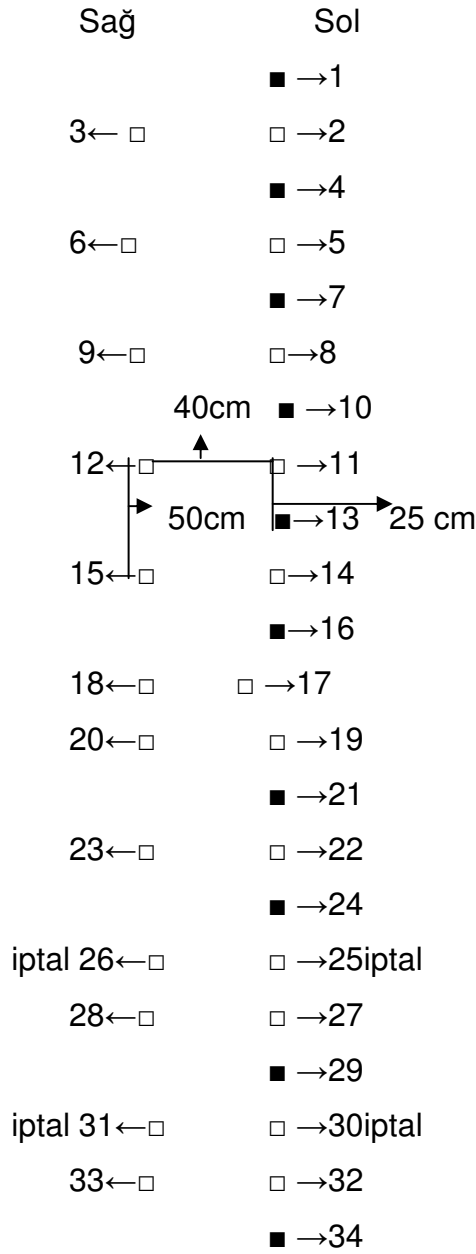 Sağ Sol
■ →1
3← □ □ →2
■ →4
6←□ □ →5
■ →7
9←□ □→8
40cm ■ →10
12←□ □→11
50cm ■→13 25 cm
15←□ □→14
■→16
18←□ □ →17
20←□ □ →19
■ →21
23←□ □ →22
■ →24
iptal 26←□ □ →25iptal
28←□ □ →27
■ →29
iptal 31←□ □ →30iptal
33←□ □ →32
■ →34